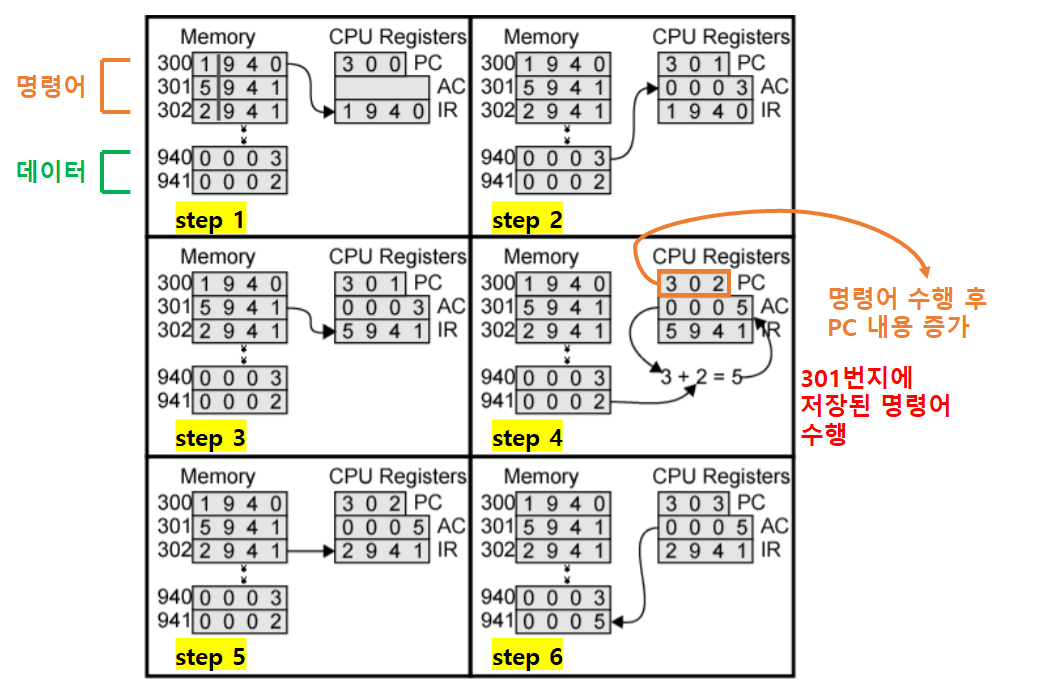 명령어
데이터
Memory CPU Registers
300 1 9 4 0 3 0 0 PC
301 5 9 4 1 AC
302 2 9 4 1 1 9 4 0 IR
940 0 0 0 3
941 0 0 0 2
step 1
Memory CPU Registers
300 1 9 4 0 3 0 1 PC
301 5 9 4 1 0 0 0 3 AC
302 2 9 4 1 1 9 4 0 IR
940 0 0 0 3
941 0 0 0 2
step 2
Memory CPU Registers
300 1 9 4 0 3 0 1 PC
301 5 9 4 1 0 0 0 3 AC
302 2 9 4 1 5 9 4 1 IR
940 0 0 0 3
941 0 0 0 2
step 3
Memory CPU Registers
300 1 9 4 0 3 0 2 PC
301 5 9 4 1 0 0 0 5 AC
302 2 9 4 1 5 9 4 1 IR
940 0 0 0 3 3 + 2 = 5
941 0 0 0 2
step 4
명령어 수행 후
PC 내용 증가
301번지에
저장된 명령어
수행
Memory CPU Registers
300 1 9 4 0 3 0 2 PC
301 5 9 4 1 0 0 0 5 AC
302 2 9 4 1 2 9 4 1 IR
940 0 0 0 3
941 0 0 0 2
step 5
Memory CPU Registers
300 1 9 4 0 3 0 3 PC
301 5 9 4 1 0 0 0 5 AC
302 2 9 4 1 2 9 4 1 IR
940 0 0 0 3
941 0 0 0 5
step 6